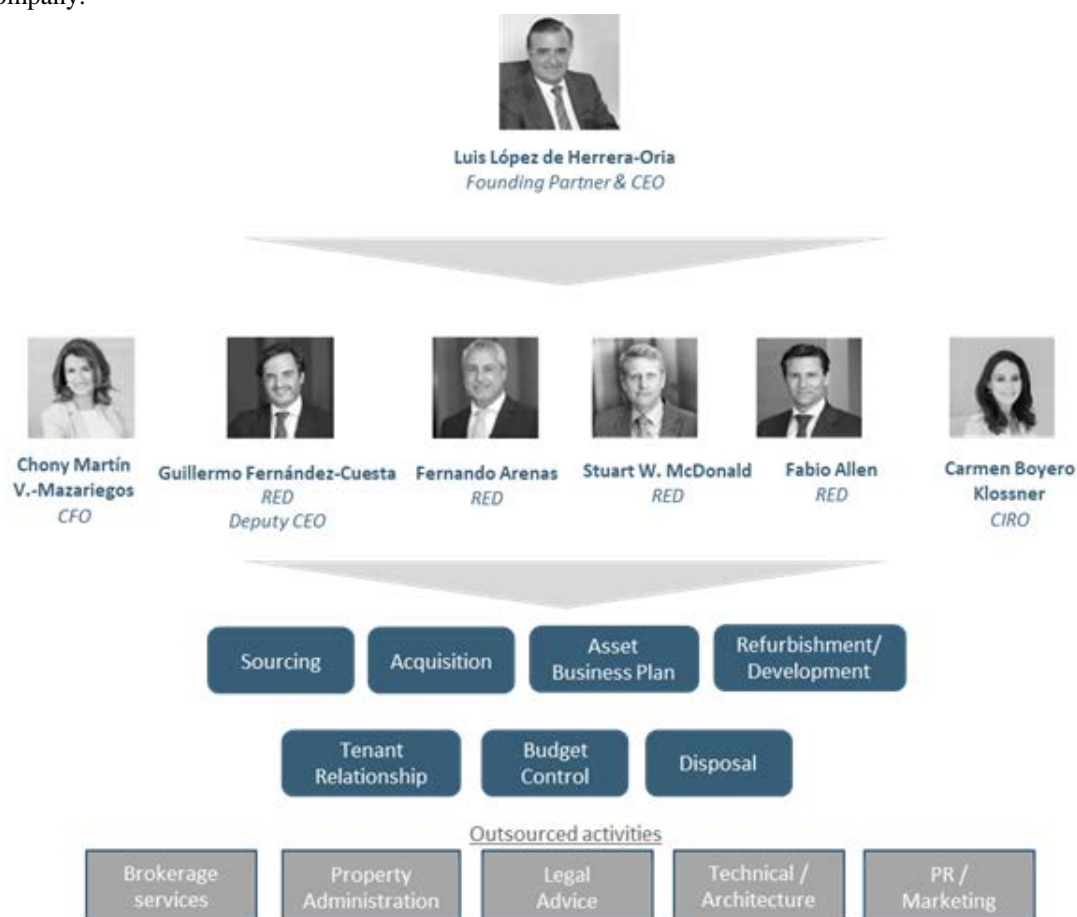 ompany.
Luis López de Herrera-Oria
Founding Partner & CEO
Chony Martín
V.-Mazariegos
CFO
Guillermo Fernández-Cuesta
RED
Deputy CEO
Fernando Arenas
RED
Stuart W. McDonald
RED
Fabio Allen
RED
Carmen Boyero
Klossner
CIRO
Sourcing
Acquisition
Asset
Business Plan
Refurbishment/
Development
Tenant
Relationship
Budget
Control
Disposal
Outsourced activities
Brokerage
services
Property
Administration
Legal
Advice
Technical /
Architecture
PR /
Marketing